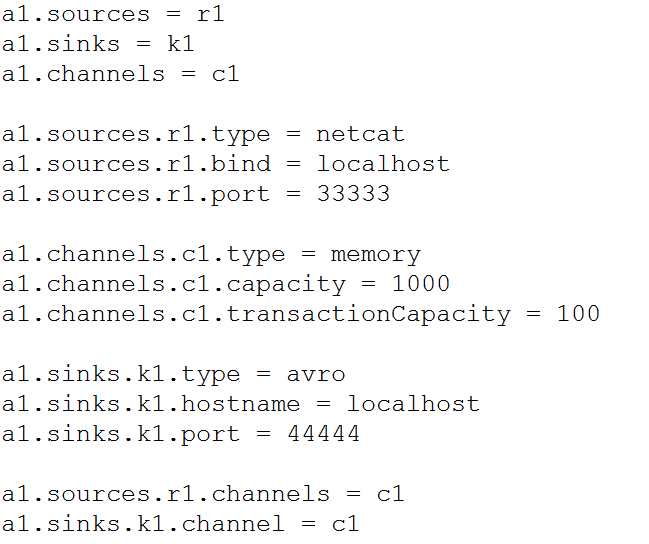 a1.sources = r1
a1.sinks = k1
a1.channels = c1
a1.sources.r1.type = netcat
a1.sources.r1.bind = localhost
a1.sources.r1.port = 33333
a1.channels.c1.type = memory
a1.channels.c1.capacity = 1000
a1.channels.c1.transactionCapacity = 100
a1.sinks.k1.type = avro
a1.sinks.k1.hostname = localhost
a1.sinks.k1.port = 44444
a1.sources.r1.channels = c1
a1.sinks.k1.channel = c1